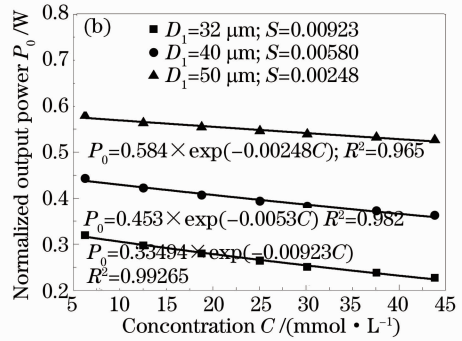 (b)
D1=32 μm; S=0.00923
D1=40 μm; S=0.00580
D1=50 μm; S=0.00248
P0=0.584×exp(−0.00248C); R2=0.965
P0=0.453×exp(−0.0053C) R2=0.982
P0=0.33494×exp(−0.00923C)
R2=0.99265
Normalized output power P0/W
0.8
0.7
0.6
0.5
0.4
0.3
0.2
5 10 15 20 25 30 35 40 45
Concontration C /(mmol·L−1)